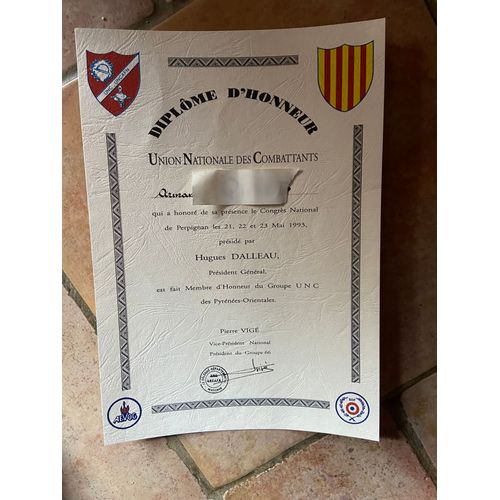 DIPLÔME D'HONNEUR
UNION NATIONALE DES COMBATTANTS
qui a honoré de sa présence le Congrès National
de Perpignan les 21, 22 et 23 Mai 1993,
présidé par
Hugues DALLEAU,
Président Général,
est fait Membre d'Honneur du Groupe U N C
des Pyrénées-Orientales.
Pierre VIGÉ
Vice-Président National
Président du Groupe 66